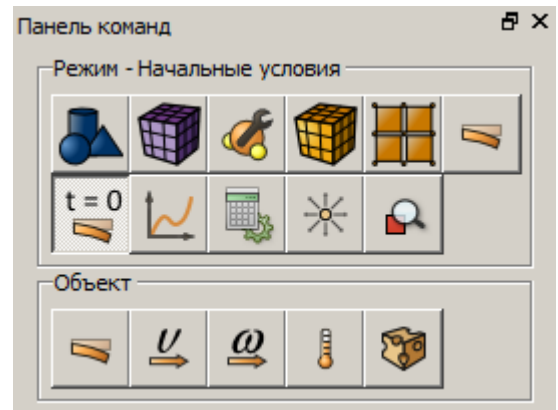 Панель команд
Режим - Начальные условия
t = 0
Объект
υ ω